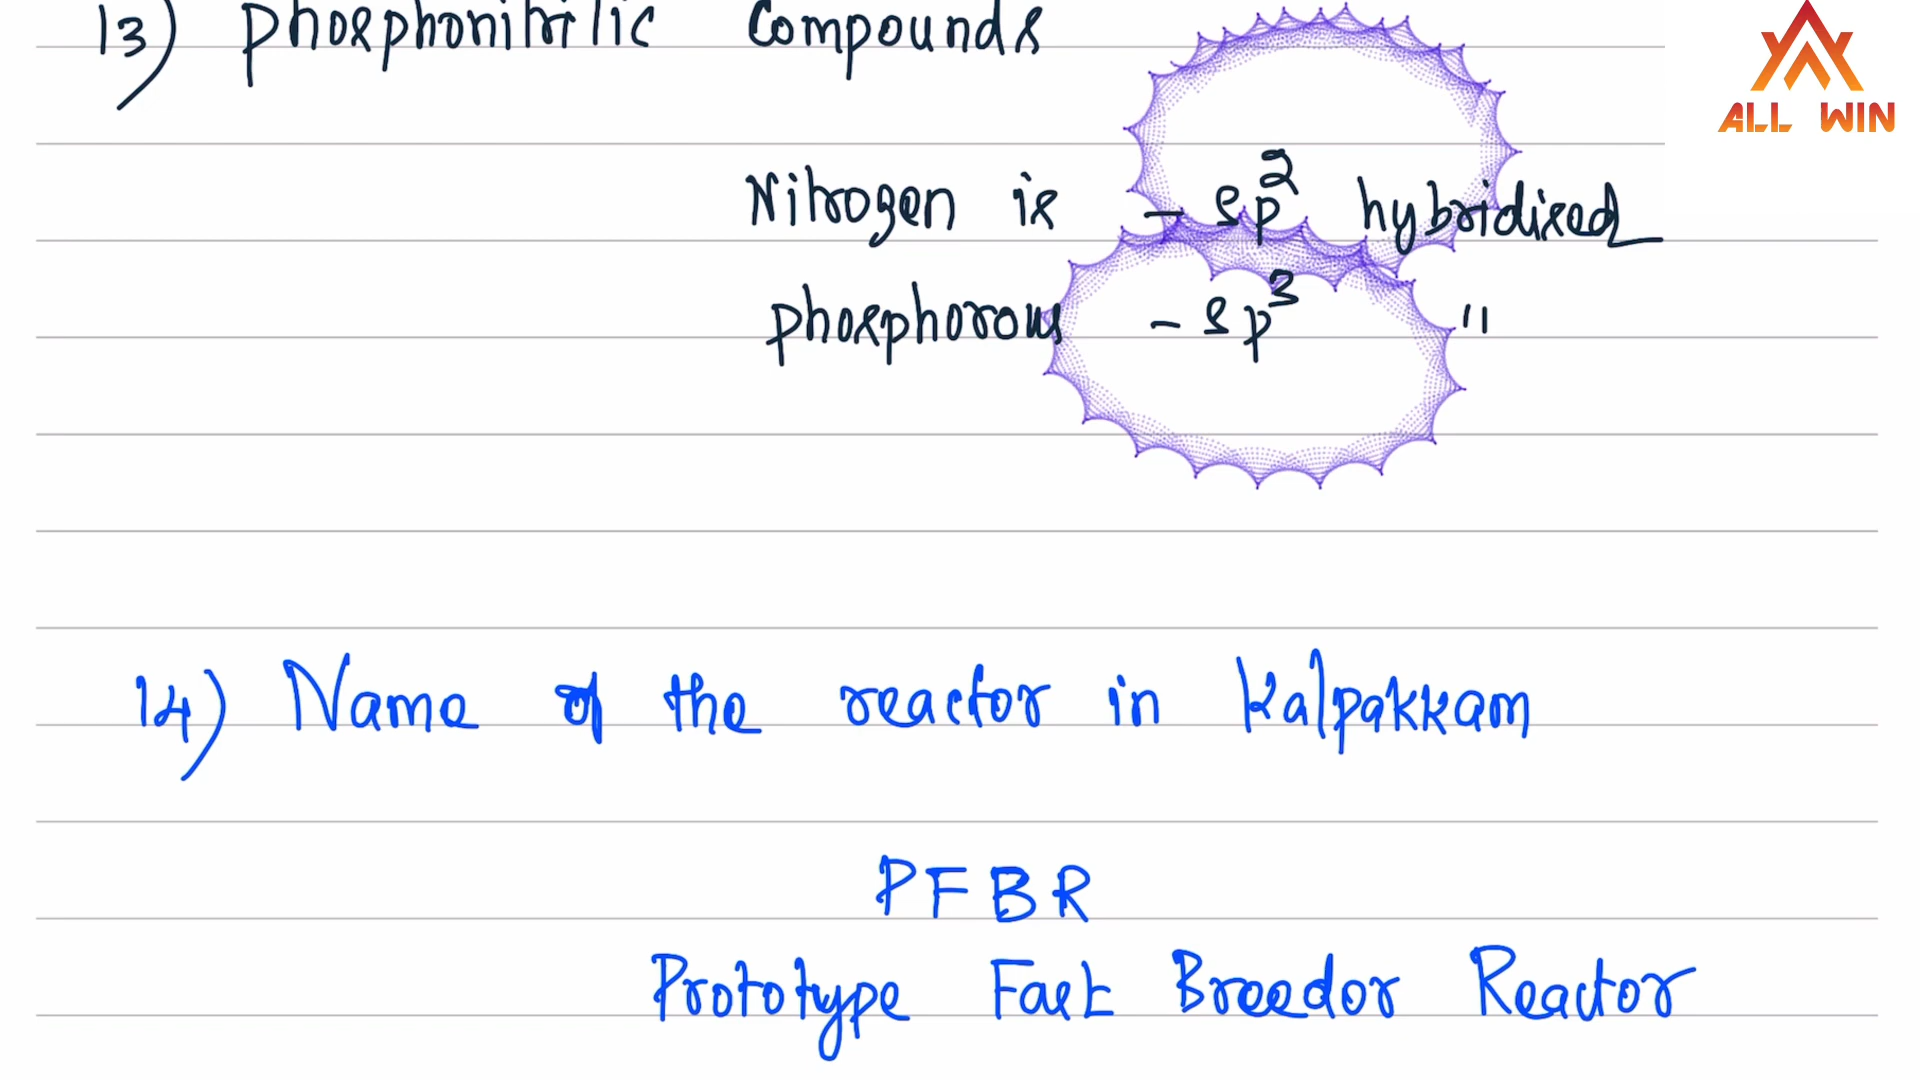 13) Phosphonitrilic Compounds
ALL WIN
Nitrogen is - sp² hybridised
phosphorous - sp³ "
14) Name of the reactor in Kalpakkam
PFBR
Prototype Fast Breeder Reactor